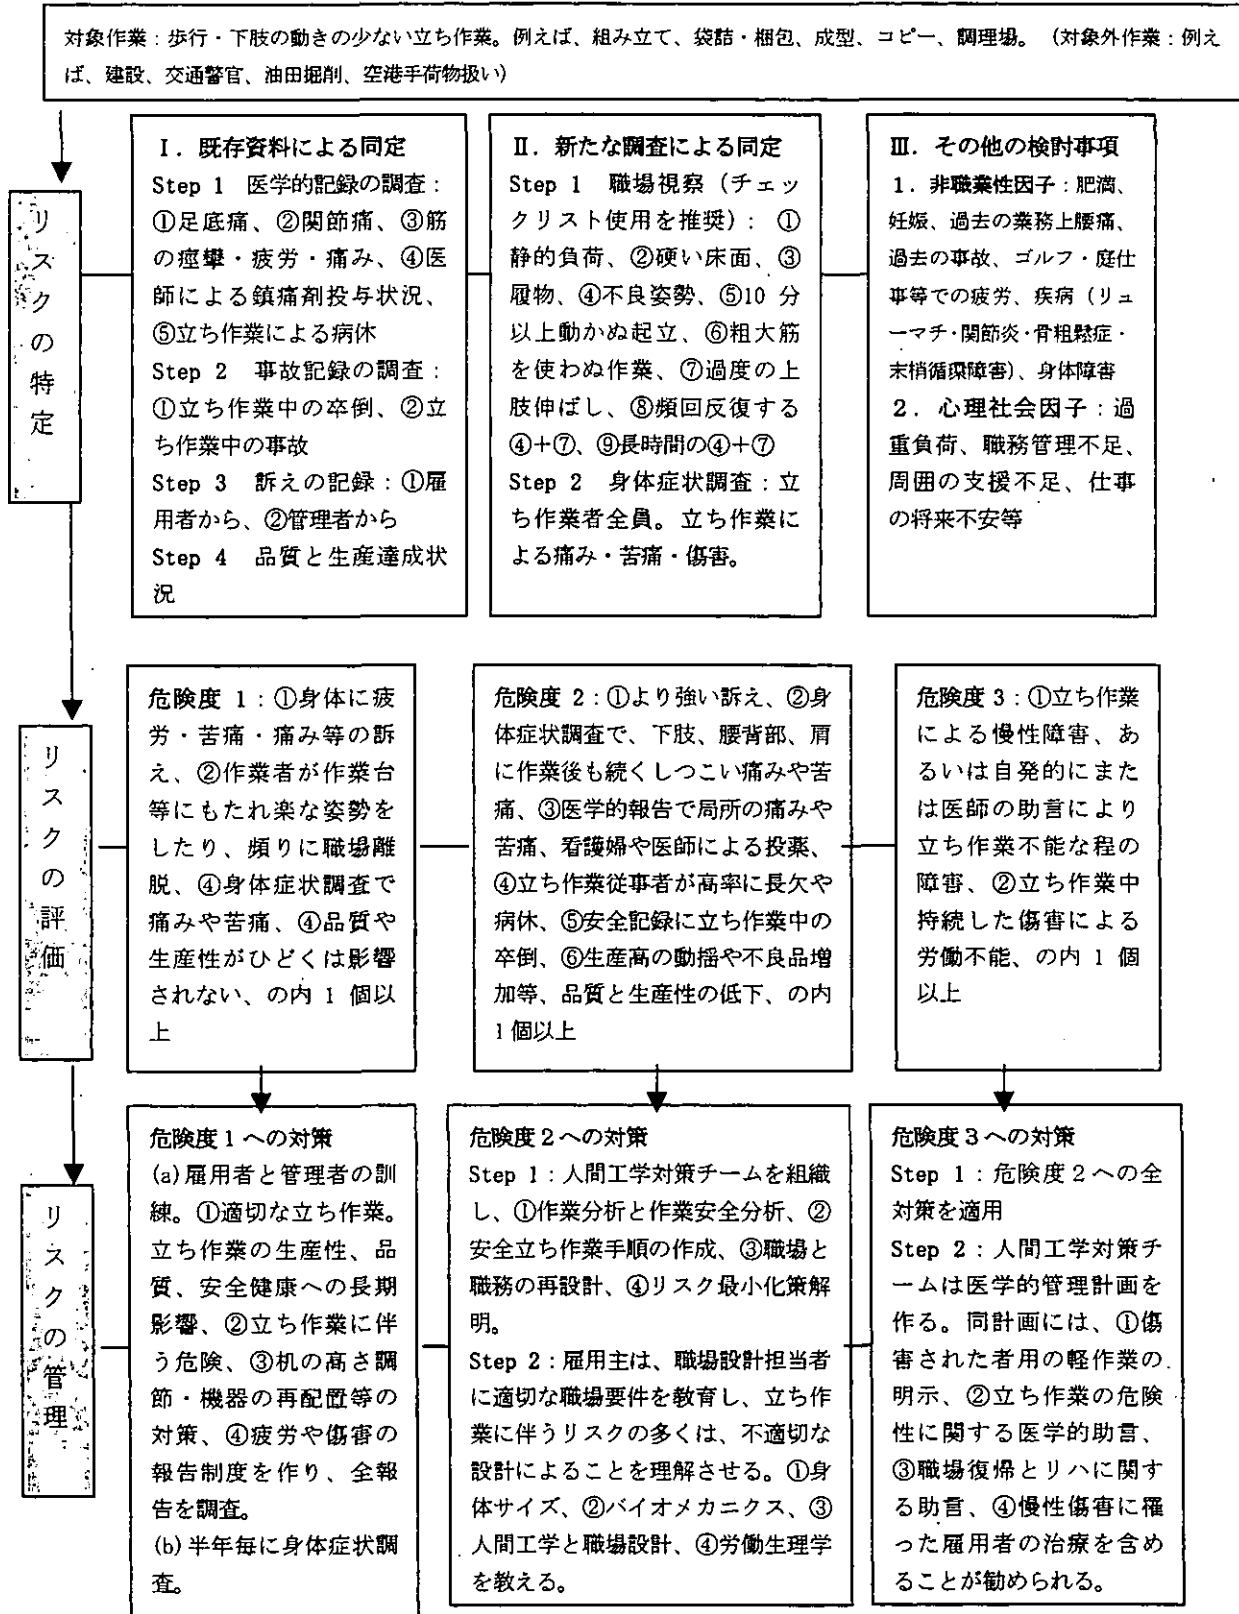 対象作業：歩行・下肢の動きの少ない立ち作業。例えば、組み立て、袋詰・梱包、成型、コピー、調理場。（対象外作業：例え
ば、建設、交通警官、油田掘削、空港手荷物扱い）
リスクの特定
Ⅰ．既存資料による同定
Step 1　医学的記録の調査：
①足底痛、②関節痛、③筋
の痙攣・疲労・痛み、④医
師による鎮痛剤投与状況、
⑤立ち作業による病休
Step 2　事故記録の調査：
①立ち作業中の卒倒、②立
ち作業中の事故
Step 3　訴えの記録：①雇
用者から、②管理者から
Step 4　品質と生産達成状
況
Ⅱ．新たな調査による同定
Step 1　職場視察（チェッ
クリスト使用を推奨）：①
静的負荷、②硬い床面、③
履物、④不良姿勢、⑤10 分
以上動かぬ起立、⑥粗大筋
を使わぬ作業、⑦過度の上
肢伸ばし、⑧頻回反復する
④+⑦、⑨長時間の④+⑦
Step 2　身体症状調査：立
ち作業者全員。立ち作業に
よる痛み・苦痛・傷害。
Ⅲ．その他の検討事項
1．非職業性因子：肥満、
妊娠、過去の業務上腰痛、
過去の事故、ゴルフ・庭仕
事等での疲労、疾病（リュ
ーマチ・関節炎・骨粗鬆症・
末梢循環障害）、身体障害
2．心理社会因子：過
重負荷、職務管理不足、
周囲の支援不足、仕事
の将来不安等
リスクの評価
危険度 1：①身体に疲
労・苦痛・痛み等の訴
え、②作業者が作業台
等にもたれ楽な姿勢を
したり、頻りに職場離
脱、④身体症状調査で
痛みや苦痛、④品質や
生産性がひどくは影響
されない、の内 1 個以
上
危険度 2：①より強い訴え、②身
体症状調査で、下肢、腰背部、肩
に作業後も続くしつこい痛みや苦
痛、③医学的報告で局所の痛みや
苦痛、看護婦や医師による投薬、
④立ち作業従事者が高率に長欠や
病休、⑤安全記録に立ち作業中の
卒倒、⑥生産高の動揺や不良品増
加等、品質と生産性の低下、の内
1 個以上
危険度 3：①立ち作業
による慢性障害、あ
るいは自発的にまた
は医師の助言により
立ち作業不能な程の
障害、②立ち作業中
持続した傷害による
労働不能、の内 1 個
以上
リスクの管理
危険度 1 への対策
(a)雇用者と管理者の訓
練。①適切な立ち作業。
立ち作業の生産性、品
質、安全健康への長期
影響、②立ち作業に伴
う危険、③机の高さ調
節・機器の再配置等の
対策、④疲労や傷害の
報告制度を作り、全報
告を調査。
(b)半年毎に身体症状調
査。
危険度 2 への対策
Step 1：人間工学対策チームを組織
し、①作業分析と作業安全分析、②
安全立ち作業手順の作成、③職場と
職務の再設計、④リスク最小化策解
明。
Step 2：雇用主は、職場設計担当者
に適切な職場要件を教育し、立ち作
業に伴うリスクの多くは、不適切な
設計によることを理解させる。①身
体サイズ、②バイオメカニクス、③
人間工学と職場設計、④労働生理学
を教える。
危険度 3 への対策
Step 1：危険度 2 への全
対策を適用
Step 2：人間工学対策チ
ームは医学的管理計画を
作る。同計画には、①傷
害された者用の軽作業の
明示、②立ち作業の危険
性に関する医学的助言、
③職場復帰とリハに関す
る助言、④慢性傷害に罹
った雇用者の治療を含め
ることが勧められる。